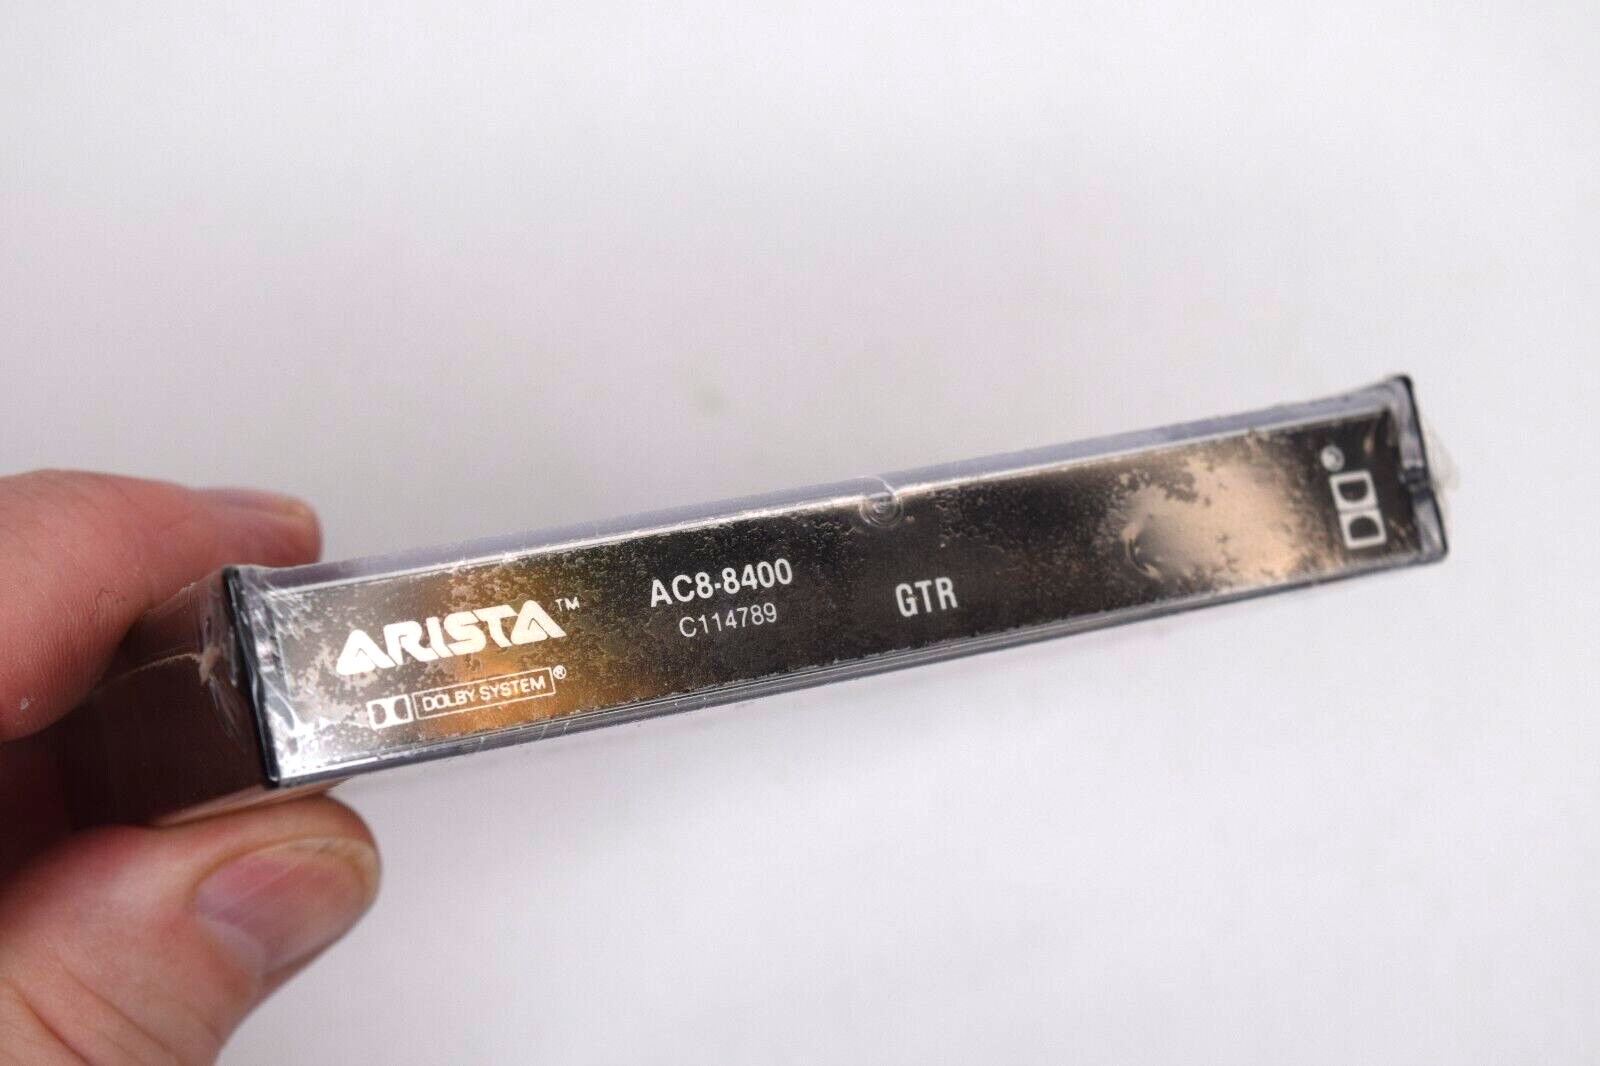 ARISTA™
DOLBY SYSTEM®
AC8-8400
C114789
GTR